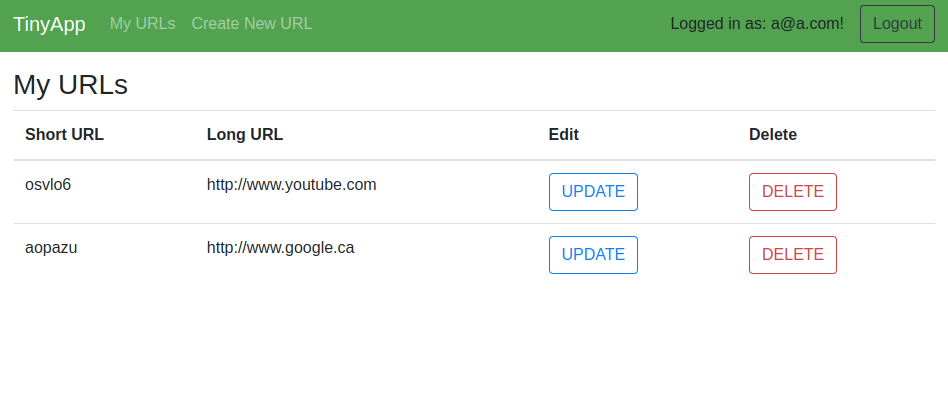 TinyApp My URLs Create New URL Logged in as: a@a.com! Logout
My URLs
Short URL Long URL Edit Delete
osvlo6 http://www.youtube.com UPDATE DELETE
aopazu http://www.google.ca UPDATE DELETE